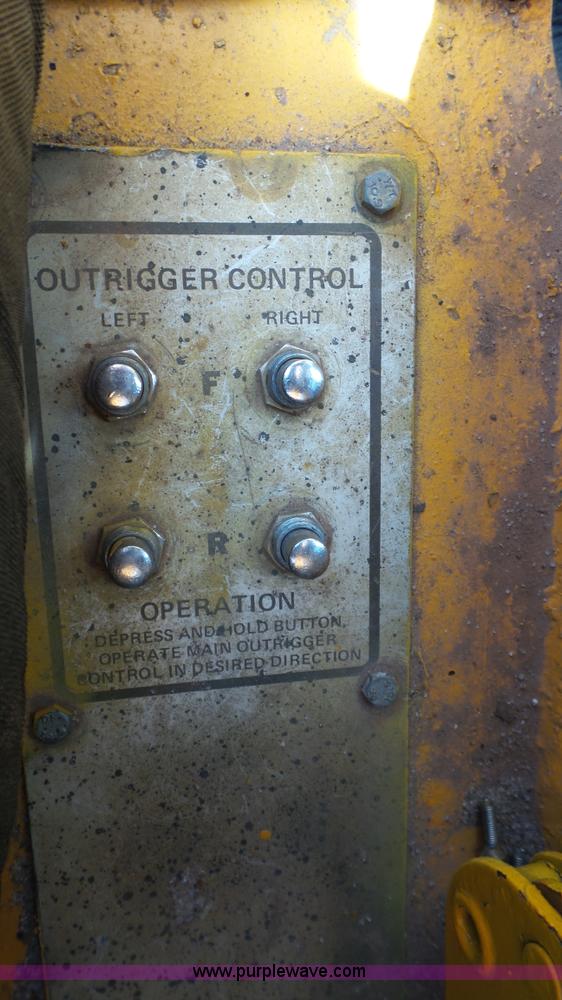 OUTRIGGER CONTROL
LEFT RIGHT
F
R
OPERATION
DEPRESS AND HOLD BUTTON,
OPERATE MAIN OUTRIGGER
CONTROL IN DESIRED DIRECTION
www.purplewave.com